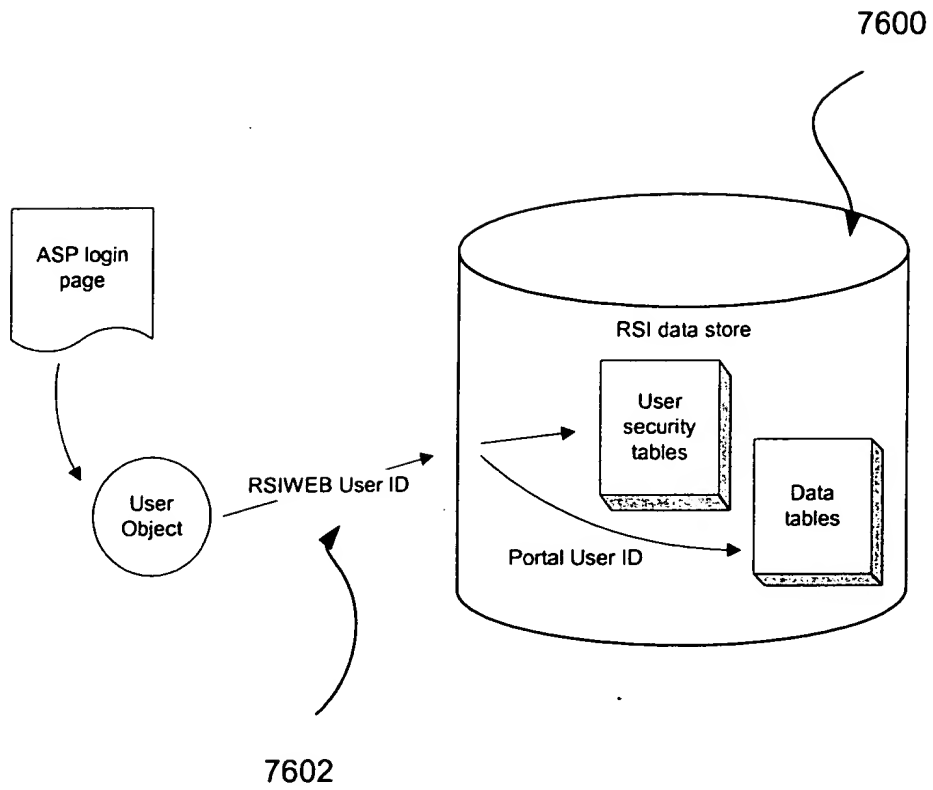 7600
ASP login
page
RSI data store
User
security
tables
RSIWEB User ID
User
Object
Data
tables
Portal User ID
7602